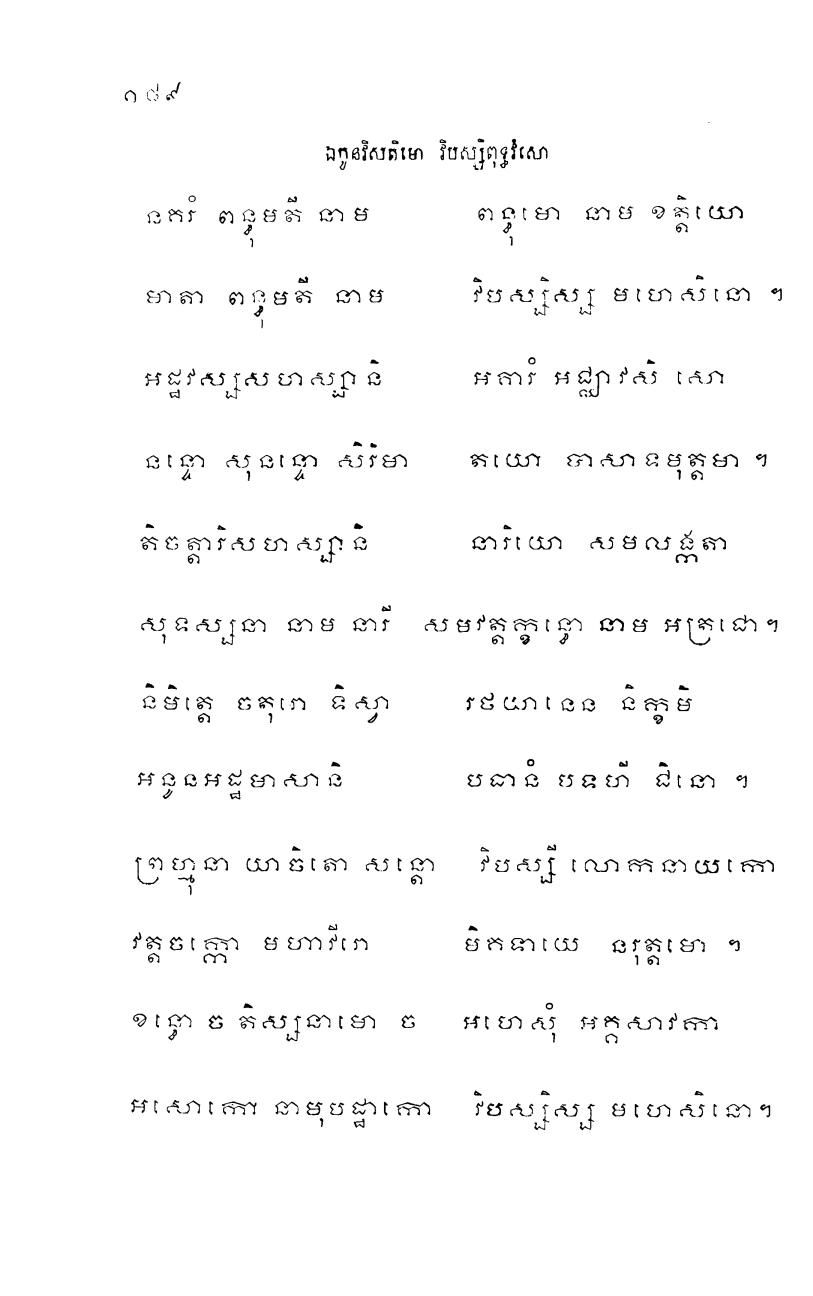 ១៨៩
ឯកូនវិសតិមោ វិបស្សិពុទ្ធវំសោ
នគរំ ពន្ធុមតី នាម ពន្ធុមោ នាម ខត្តិយោ
មាតា ពន្ធុមតី នាម វិបស្សិស្ស មហេសិនោ ។
អដ្ឋវស្សសហស្សានិ អគារំ អជ្ឈាវសិ សោ
នន្ទោ សុនន្ទោ សិរិមា តយោ បាសាទមុត្តមា ។
តិចត្តារិសហស្សានិ នារិយោ សមលង្កតា
សុទស្សនា នាម នារី សមវត្តក្ខន្ធោ នាម អត្រជោ។
និមិត្តេ ចតុរោ ទិស្វា រថយានេន និក្ខមិ
អនូនអដ្ឋមាសានិ បធានំ បទហី ជិនោ ។
ព្រហ្មុនា យាចិតោ សន្តោ វិបស្សី លោកនាយកោ
វត្តចក្កោ មហាវីរោ មិគទាយេ នរុត្តមោ ។
ខន្ធោ ច តិស្សនាមោ ច អហេសុំ អគ្គសាវកា
អសោកោ នាមុបដ្ឋាកោ វិបស្សិស្ស មហេសិនោ។